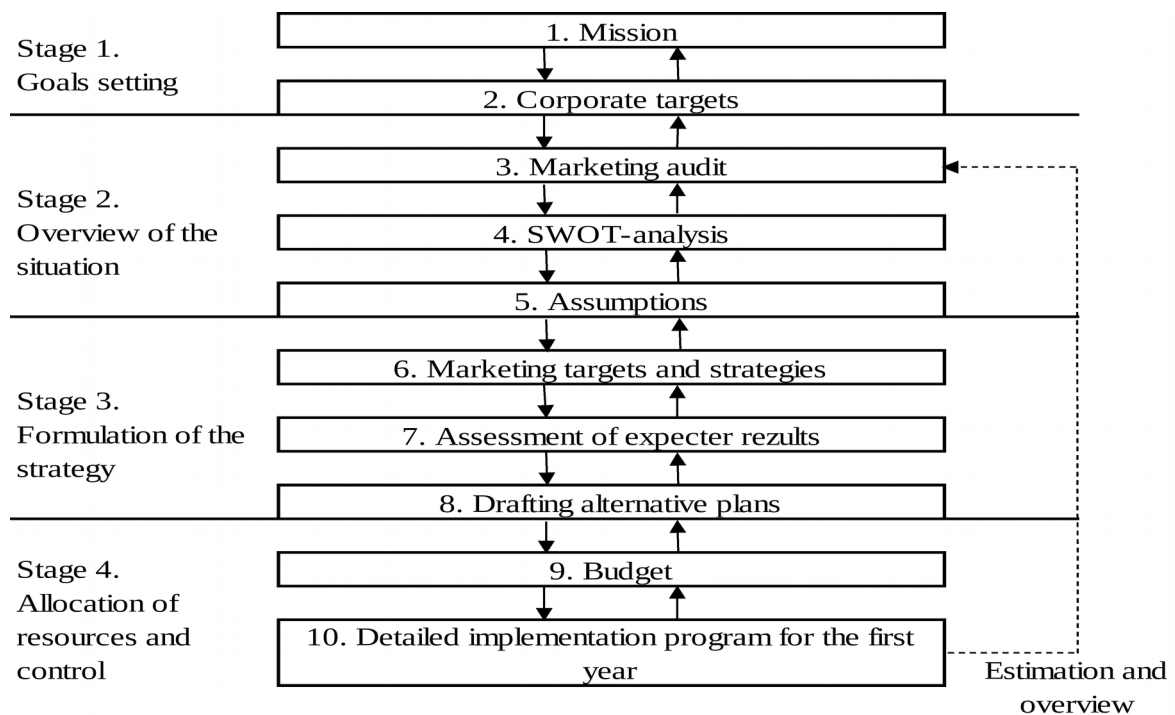 Stage 1.
Goals setting
1. Mission
2. Corporate targets
Stage 2.
Overview of the
situation
3. Marketing audit
4. SWOT-analysis
5. Assumptions
Stage 3.
Formulation of the
strategy
6. Marketing targets and strategies
7. Assessment of expecter rezults
8. Drafting alternative plans
Stage 4.
Allocation of
resources and
control
9. Budget
10. Detailed implementation program for the first
year
Estimation and
overview